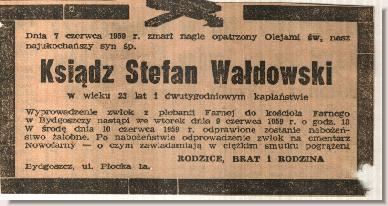 Dnia 7 czerwca 1959 r. zmarł nagle opatrzony Olejami św. nasz
najukochańszy syn śp.
Ksiądz Stefan Wałdowski
w wieku 23 lat i dwutygodniowym kapłaństwie
Wyprowadzenie zwłok z plebanii Farnej do kościoła Farnego
w Bydgoszczy nastąpi we wtorek dnia 9 czerwca 1959 o godz. 18
W środę dnia 10 czerwca 1959 r. odprawione zostanie nabożeń-
stwo żałobne. Po nabożeństwie odprowadzenie zwłok na cmentarz
Nowofarny — o czym zawiadamiają w ciężkim smutku pogrążeni
RODZICE, BRAT I RODZINA
Bydgoszcz, ul. Płocka 1a.